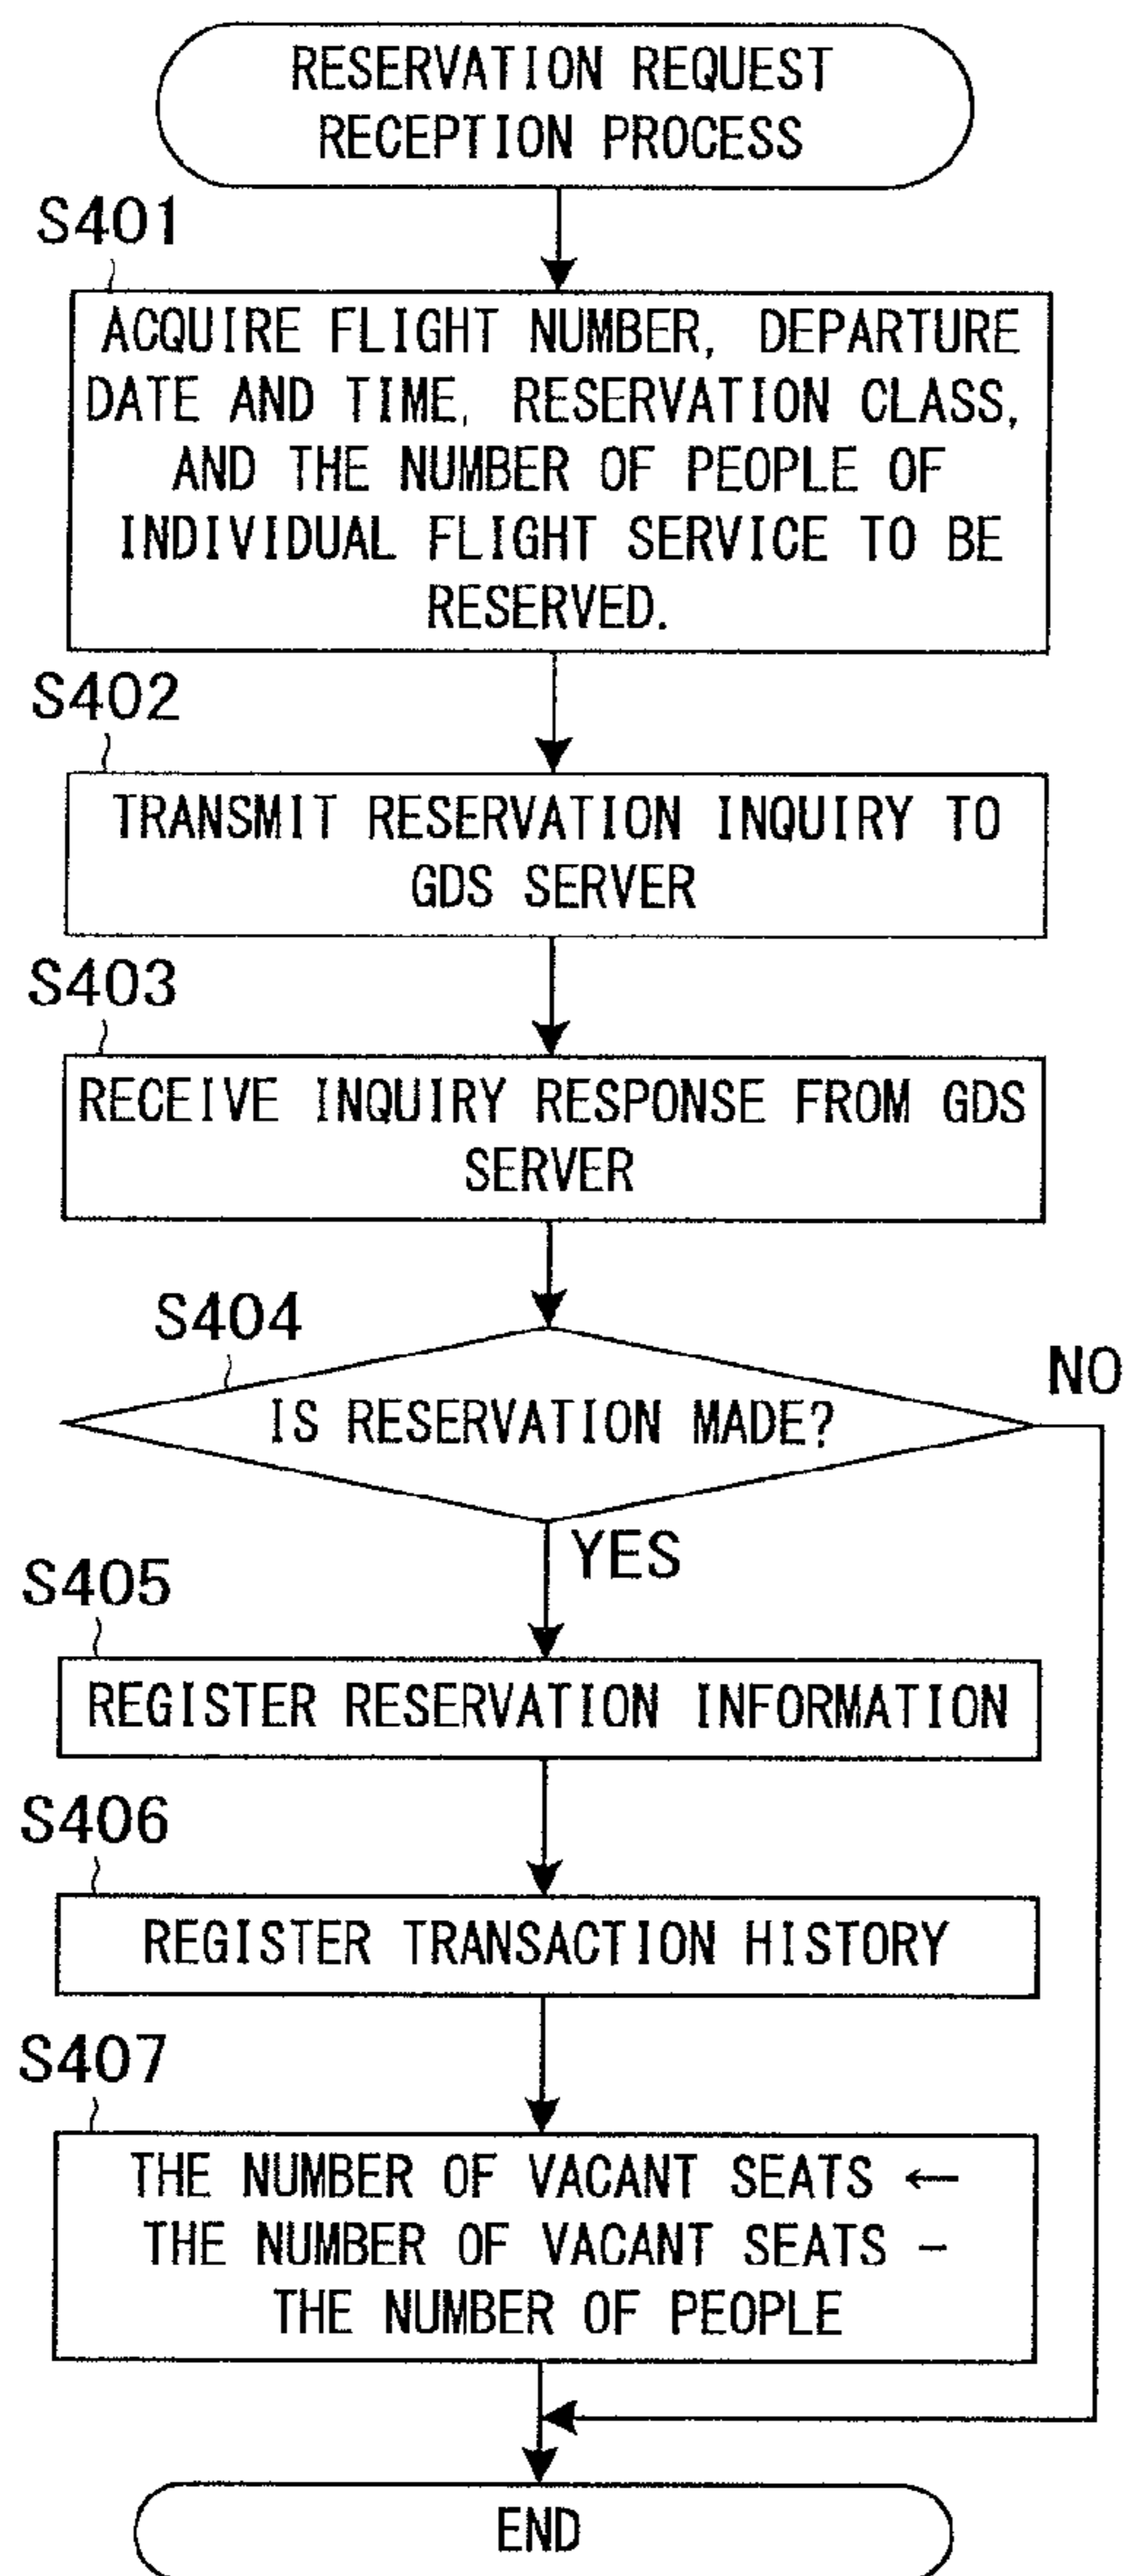 RESERVATION REQUEST
RECEPTION PROCESS
S401
ACQUIRE FLIGHT NUMBER, DEPARTURE
DATE AND TIME, RESERVATION CLASS,
AND THE NUMBER OF PEOPLE OF
INDIVIDUAL FLIGHT SERVICE TO BE
RESERVED.
S402
TRANSMIT RESERVATION INQUIRY TO
GDS SERVER
S403
RECEIVE INQUIRY RESPONSE FROM GDS
SERVER
S404
NO
IS RESERVATION MADE?
YES
S405
REGISTER RESERVATION INFORMATION
S406
REGISTER TRANSACTION HISTORY
S407
THE NUMBER OF VACANT SEATS ←
THE NUMBER OF VACANT SEATS -
THE NUMBER OF PEOPLE
END